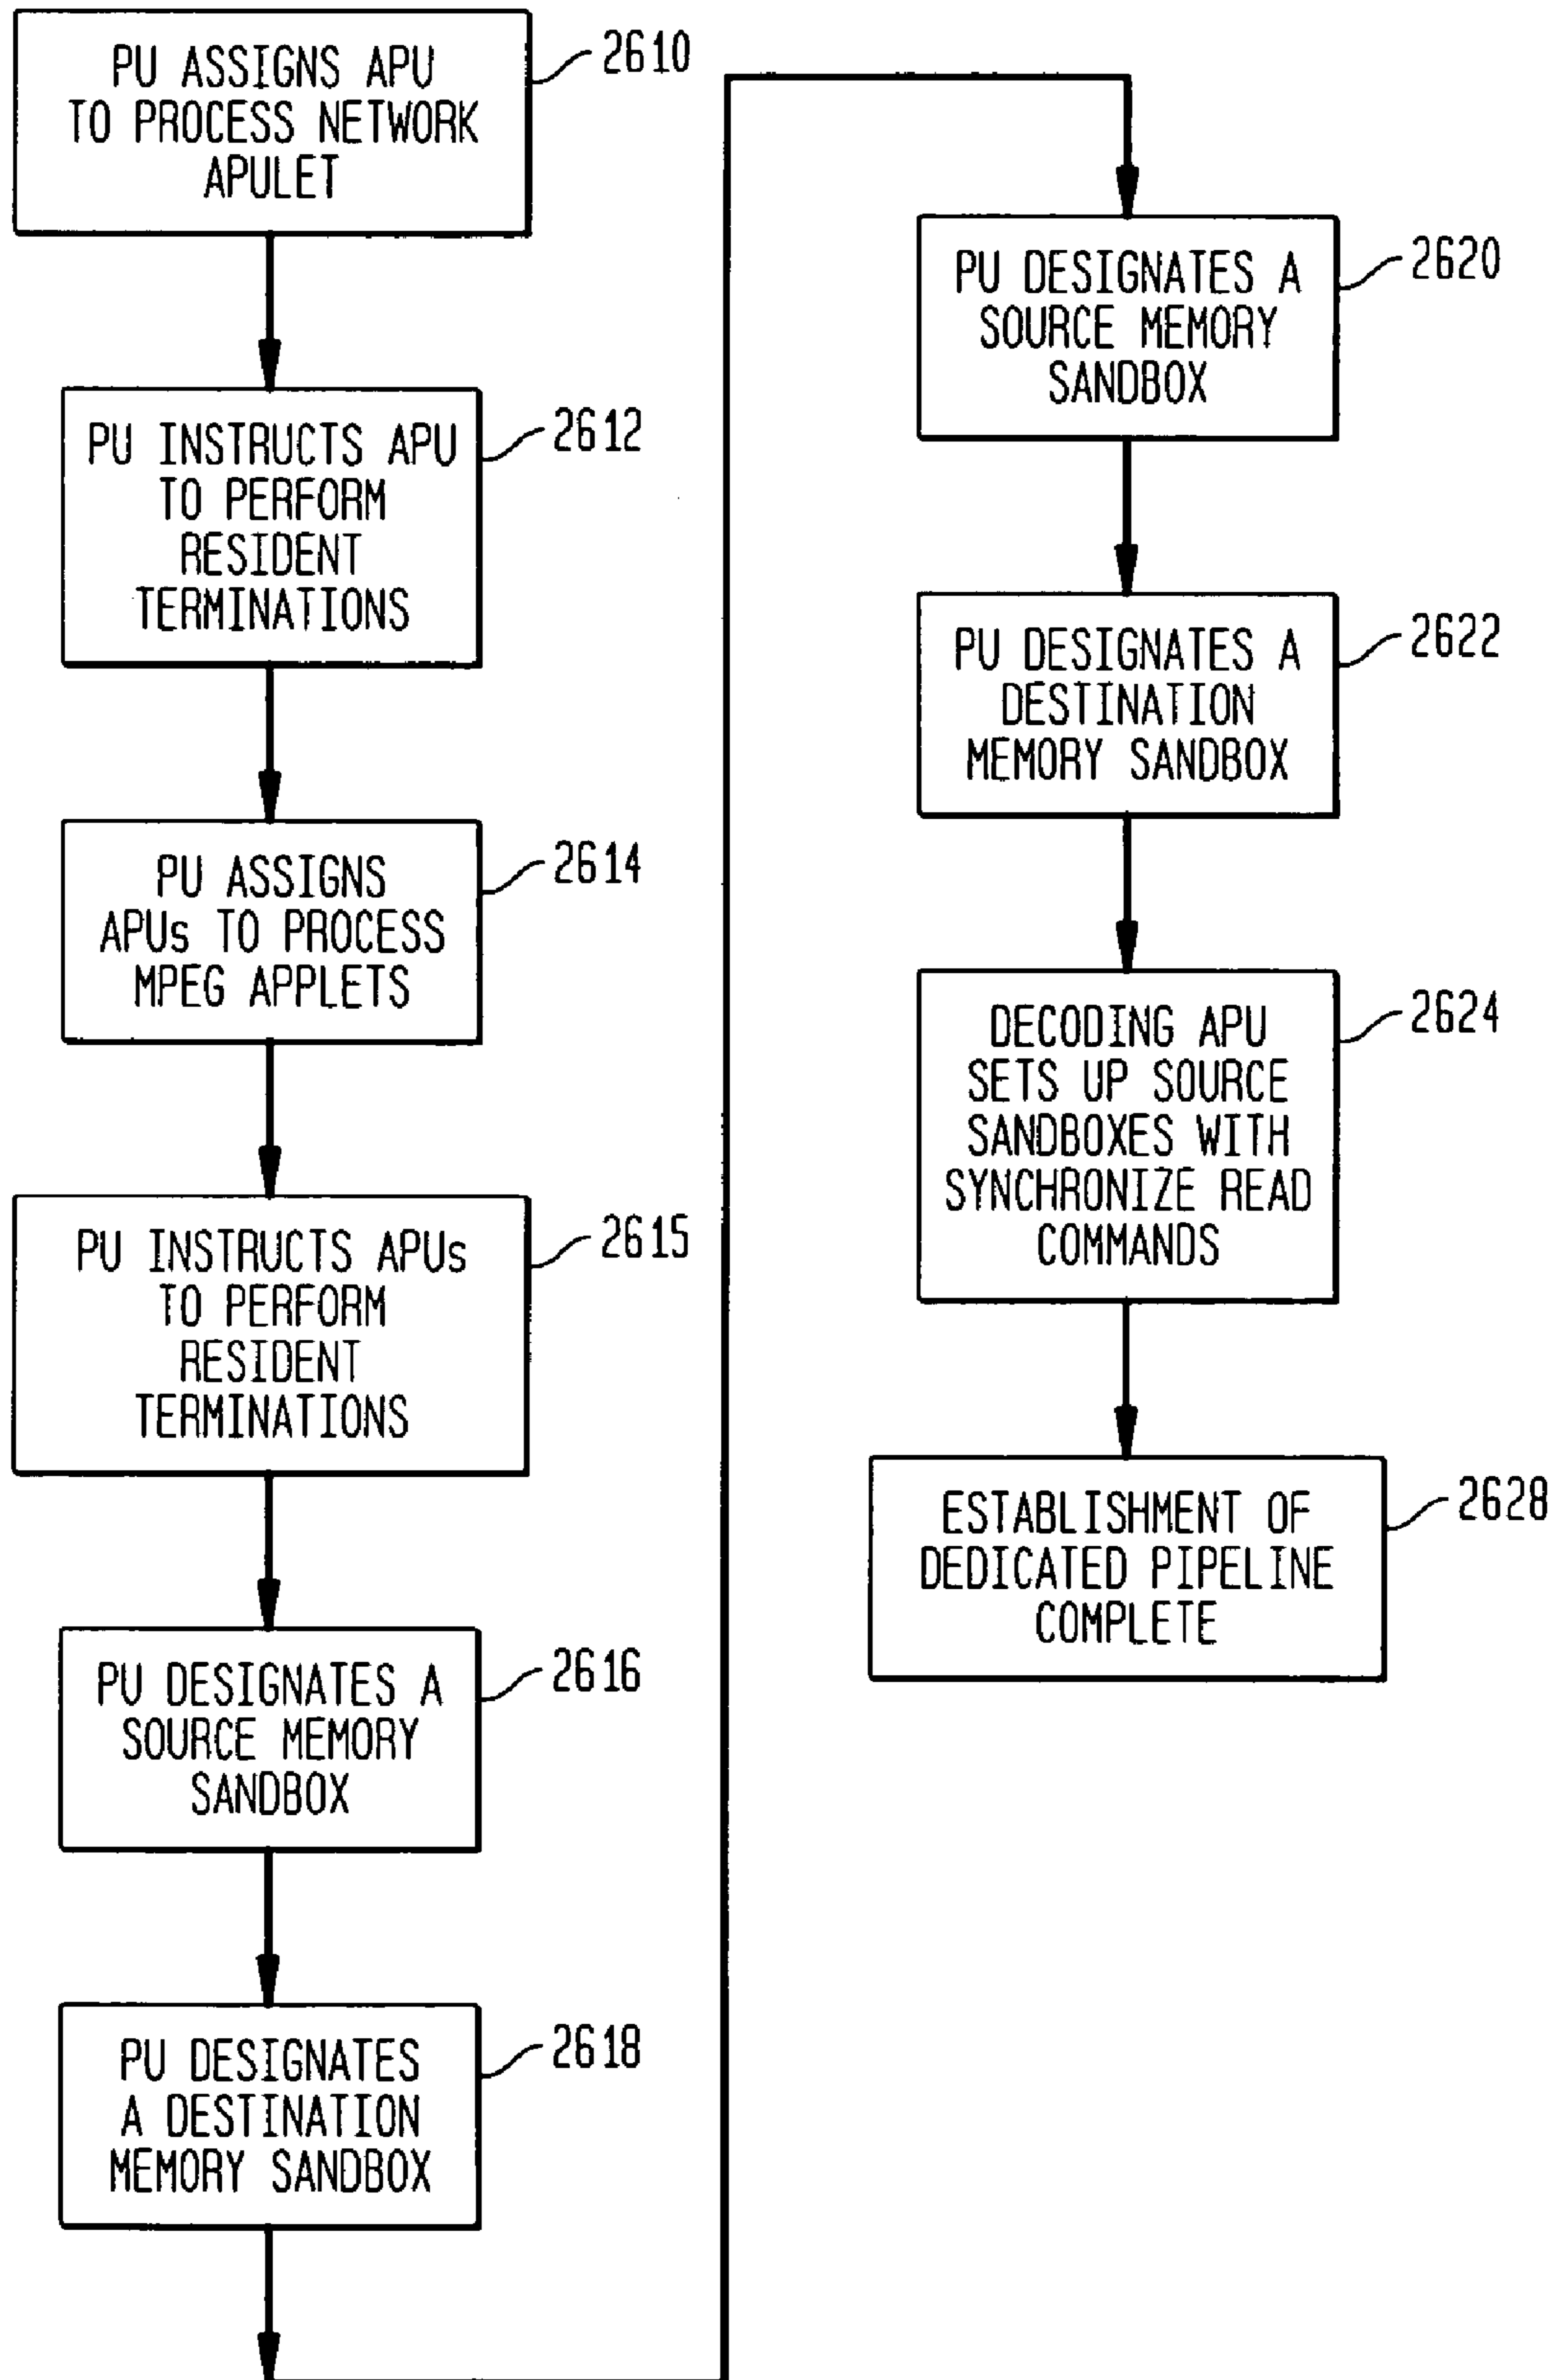 PU ASSIGNS APU
TO PROCESS NETWORK
APULET
2610
PU INSTRUCTS APU
TO PERFORM
RESIDENT
TERMINATIONS
2612
PU ASSIGNS
APUs TO PROCESS
MPEG APPLETS
2614
PU INSTRUCTS APUs
TO PERFORM
RESIDENT
TERMINATIONS
2615
PU DESIGNATES A
SOURCE MEMORY
SANDBOX
2616
PU DESIGNATES
A DESTINATION
MEMORY SANDBOX
2618
PU DESIGNATES A
SOURCE MEMORY
SANDBOX
2620
PU DESIGNATES A
DESTINATION
MEMORY SANDBOX
2622
DECODING APU
SETS UP SOURCE
SANDBOXES WITH
SYNCHRONIZE READ
COMMANDS
2624
ESTABLISHMENT OF
DEDICATED PIPELINE
COMPLETE
2628